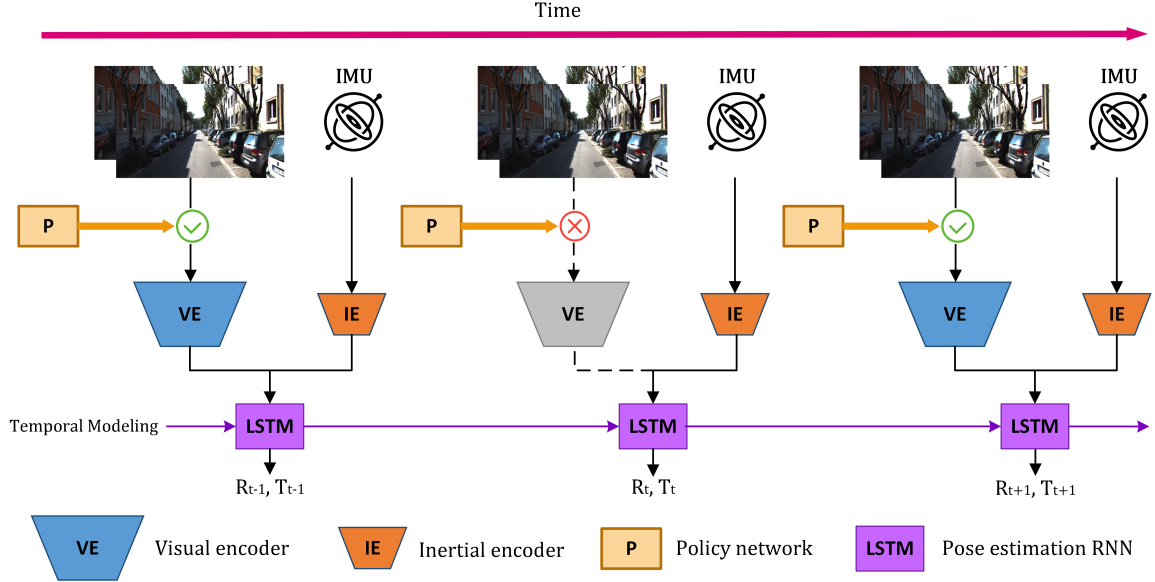 Time
IMU
IMU
IMU
P
P
P
VE
IE
VE
IE
VE
IE
Temporal Modeling
LSTM
LSTM
LSTM
Rt-1, Tt-1
Rt, Tt
Rt+1, Tt+1
VE
Visual encoder
IE
Inertial encoder
P
Policy network
LSTM
Pose estimation RNN